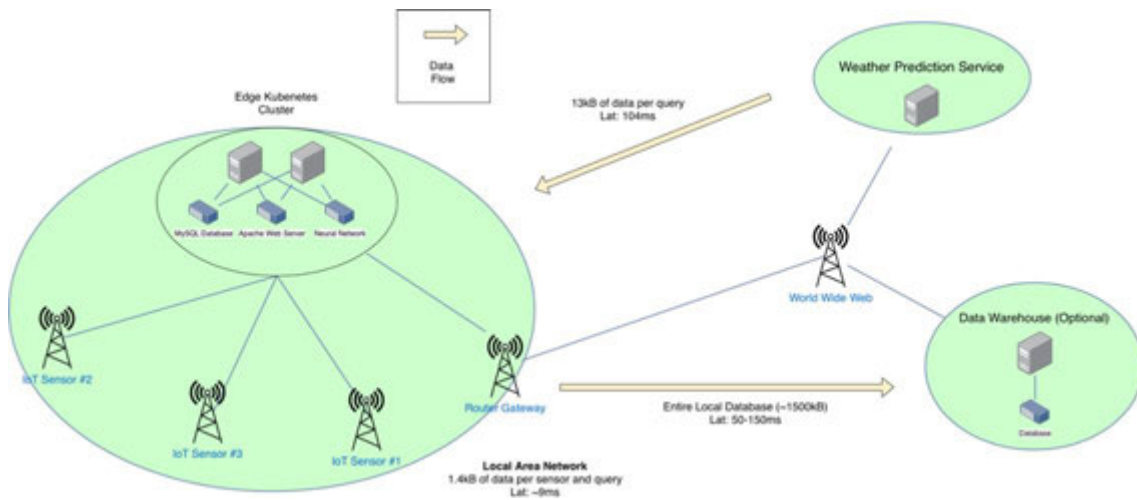 Data
Flow
Weather Prediction Service
Edge Kubenetes
Cluster
13kB of data per query
Lat: 104ms
MySQL Database
Apache Web Server
Neural Network
World Wide Web
Data Warehouse (Optional)
IoT Sensor #2
Router Gateway
Entire Local Database (~1500kB)
Lat: 50-150ms
Database
IoT Sensor #3
IoT Sensor #1
Local Area Network
1.4kB of data per sensor and query
Lat: ~9ms